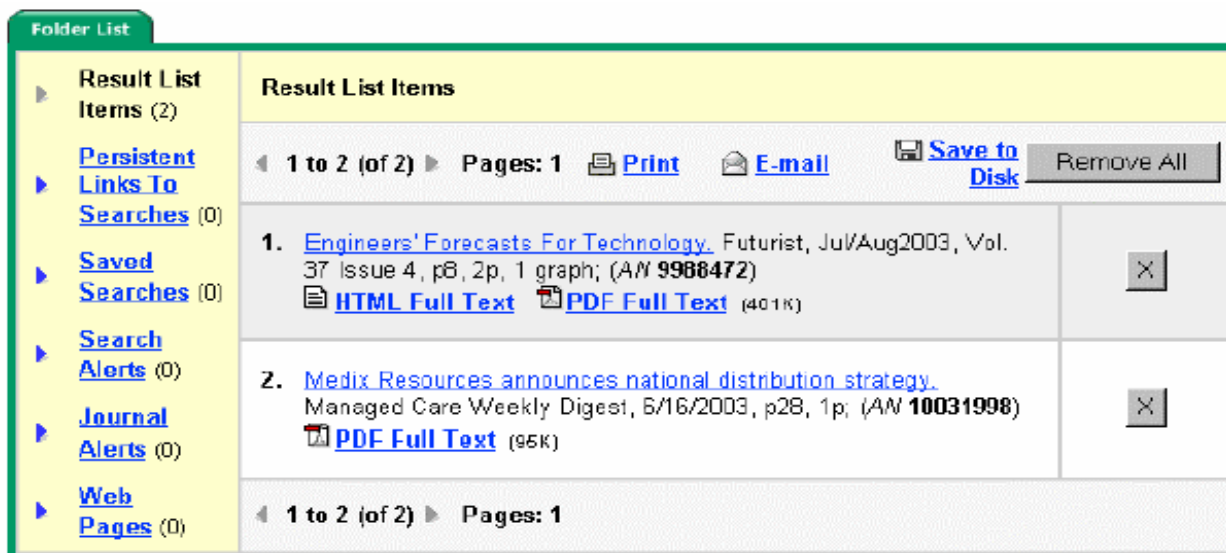 Folder List
Result List
Items (2)
Persistent
Links To
Searches (0)
Saved
Searches (0)
Search
Alerts (0)
Journal
Alerts (0)
Web
Pages (0)
Result List Items
1 to 2 (of 2) Pages: 1 Print E-mail Save to
Disk Remove All
1. Engineers' Forecasts For Technology. Futurist, Jul/Aug2003, Vol.
37 Issue 4, p8, 2p, 1 graph; (AN 9988472)
HTML Full Text PDF Full Text (401K)
X
2. Medix Resources announces national distribution strategy.
Managed Care Weekly Digest, 6/16/2003, p28, 1p; (AN 10031998)
PDF Full Text (95K)
X
1 to 2 (of 2) Pages: 1